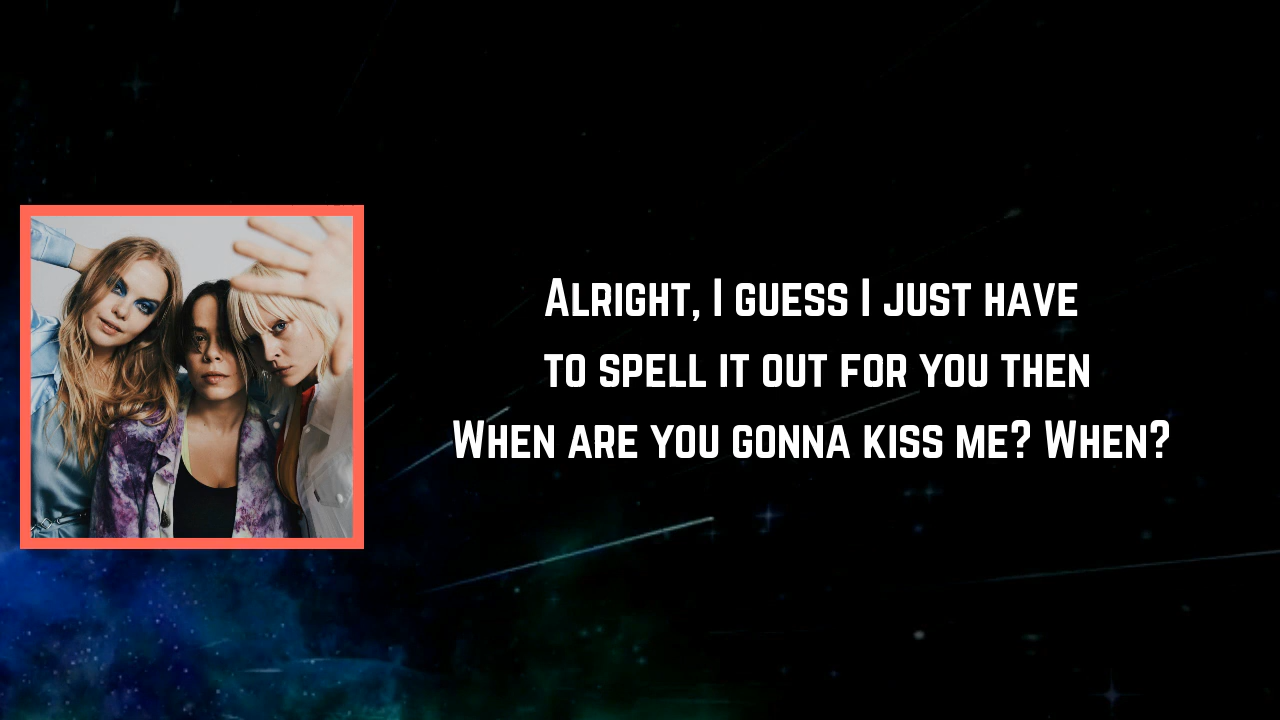 Alright, I guess I just have
to spell it out for you then
When are you gonna kiss me? When?